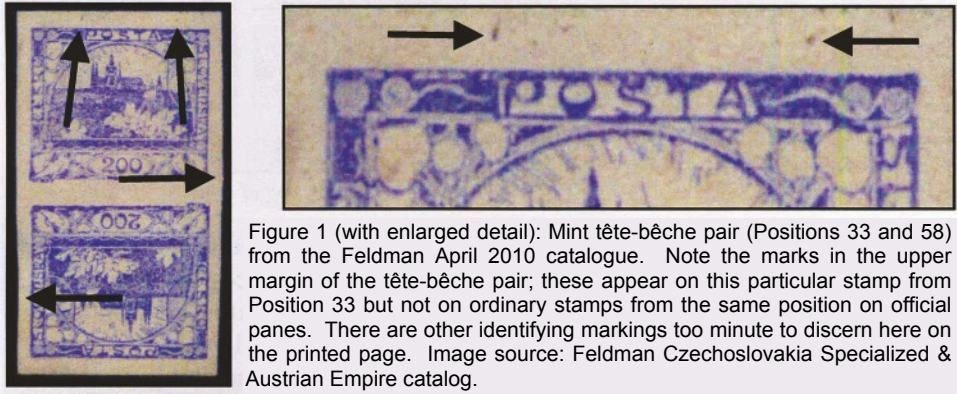 POSTA
200
200
POSTA
POSTA
Figure 1 (with enlarged detail): Mint tête-bêche pair (Positions 33 and 58)
from the Feldman April 2010 catalogue. Note the marks in the upper
margin of the tête-bêche pair; these appear on this particular stamp from
Position 33 but not on ordinary stamps from the same position on official
panes. There are other identifying markings too minute to discern here on
the printed page. Image source: Feldman Czechoslovakia Specialized &
Austrian Empire catalog.